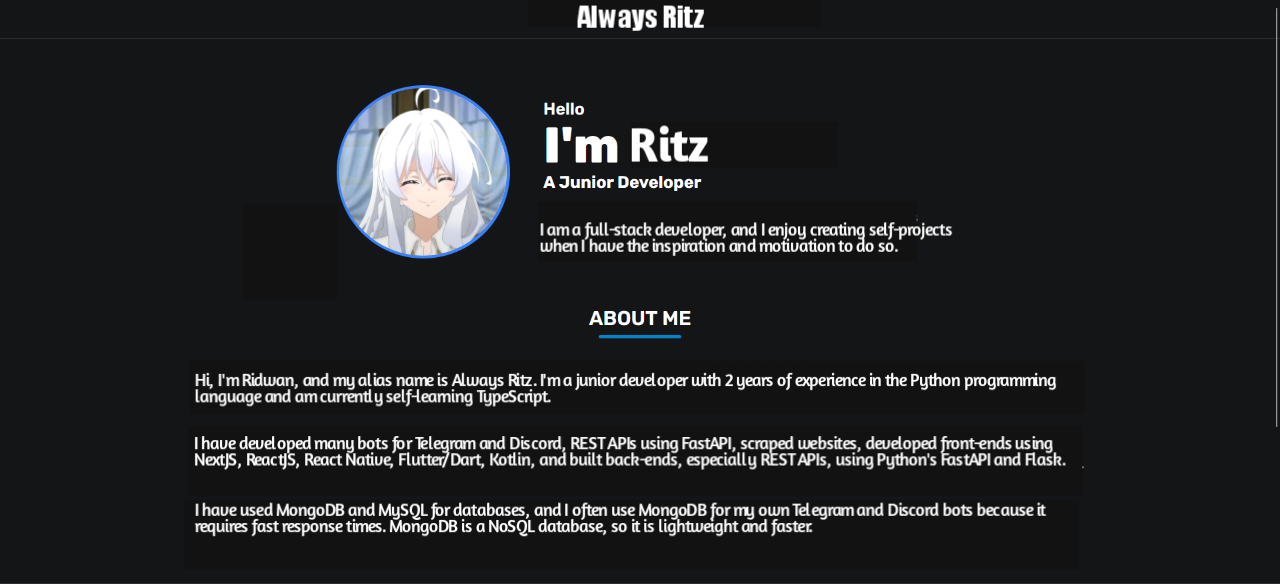 Always Ritz
Hello
I'm Ritz
A Junior Developer
I am a full-stack developer, and I enjoy creating self-projects
when I have the inspiration and motivation to do so.
ABOUT ME
Hi, I'm Ridwan, and my alias name is Always Ritz. I'm a junior developer with 2 years of experience in the Python programming
language and am currently self-learning TypeScript.
I have developed many bots for Telegram and Discord, REST APIs using FastAPI, scraped websites, developed front-ends using
NextJS, ReactJS, React Native, Flutter/Dart, Kotlin, and built back-ends, especially REST APIs, using Python's FastAPI and Flask.
I have used MongoDB and MySQL for databases, and I often use MongoDB for my own Telegram and Discord bots because it
requires fast response times. MongoDB is a NoSQL database, so it is lightweight and faster.